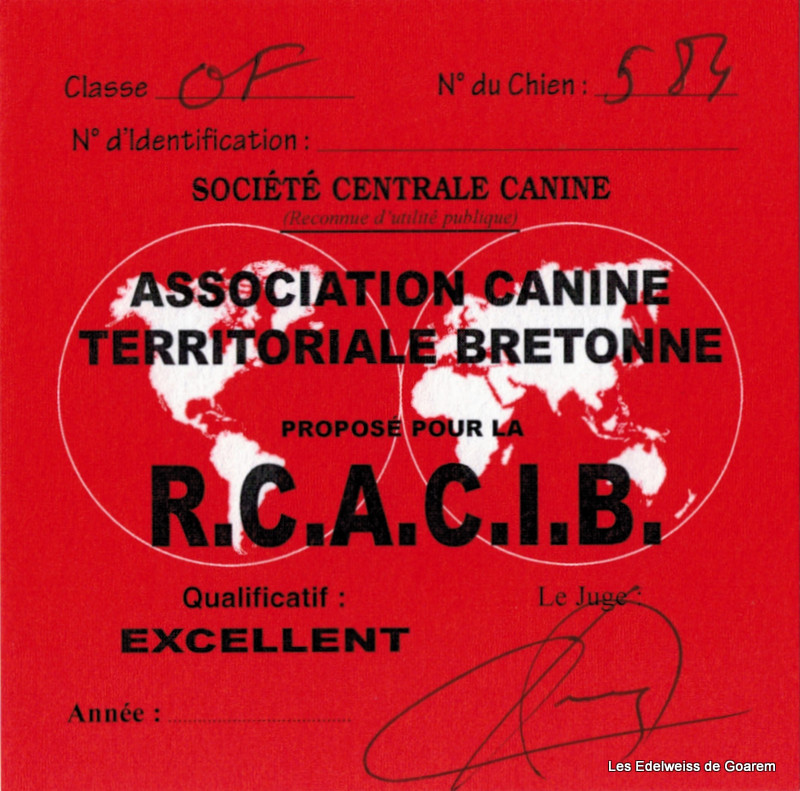 Classe OF N° du Chien : 584
N° d'Identification :
SOCIÉTÉ CENTRALE CANINE
(Reconnue d'utilité publique)
ASSOCIATION CANINE
TERRITORIALE BRETONNE
PROPOSÉ POUR LA
R.C.A.C.I.B.
Qualificatif : Le Juge :
EXCELLENT
Année :
Les Edelweiss de Goarem